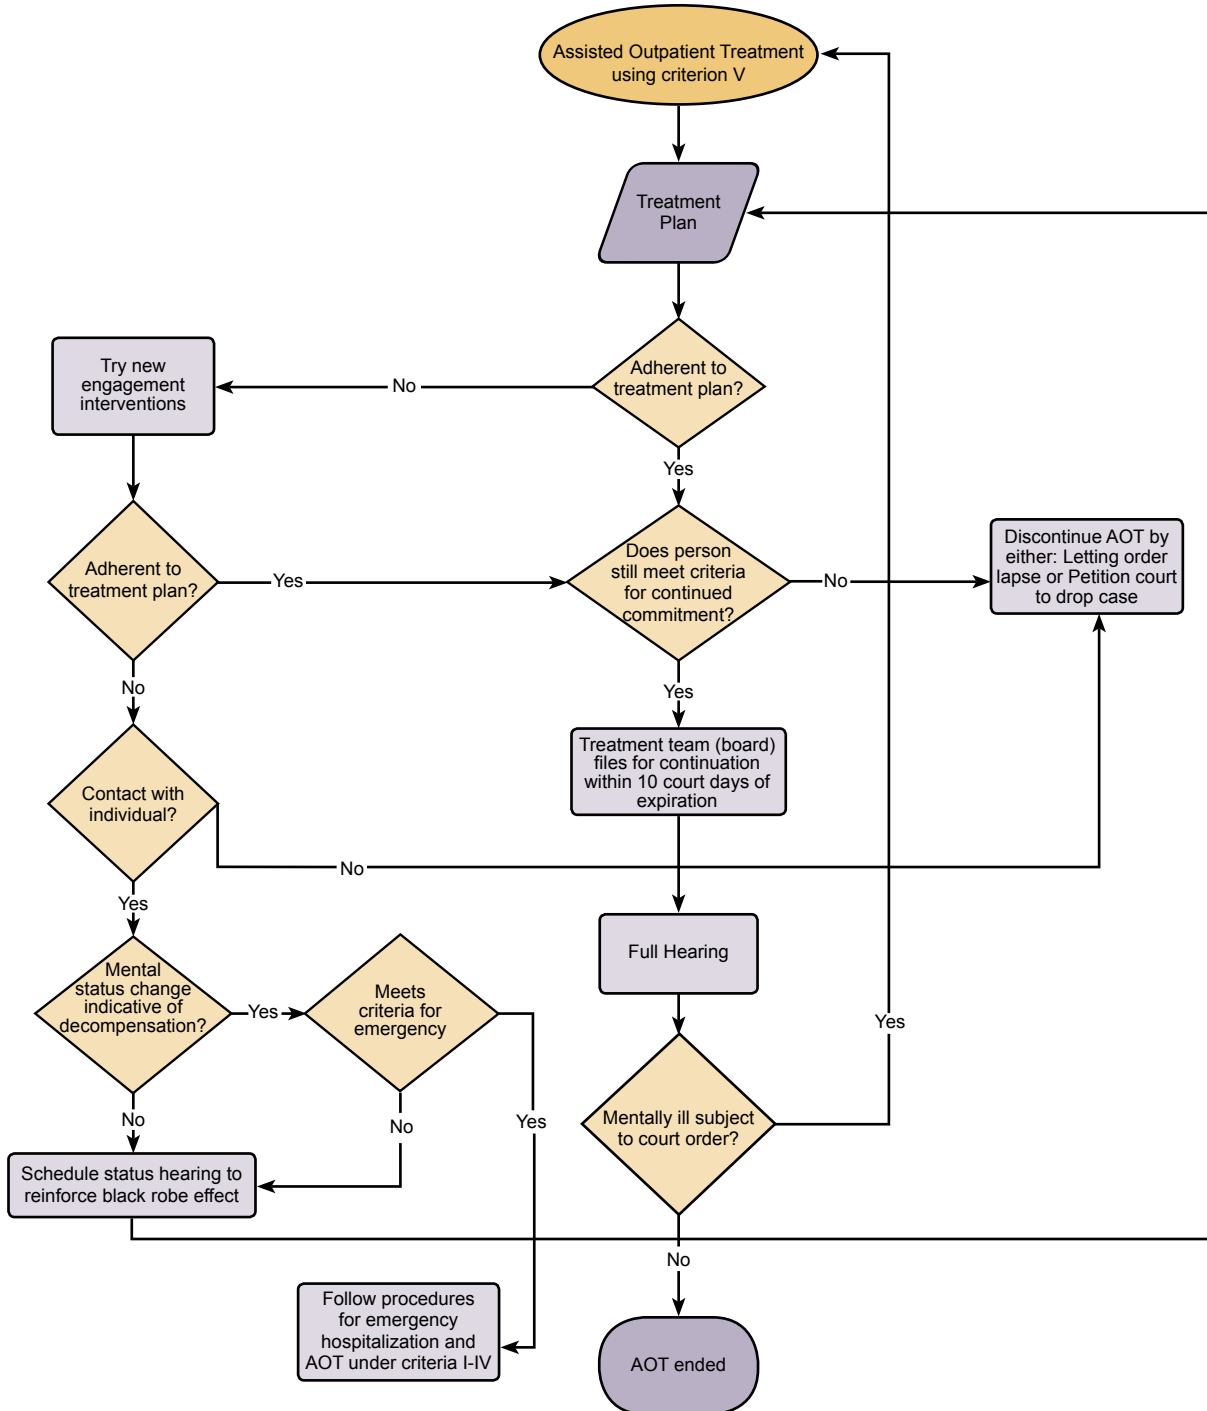 Assisted Outpatient Treatment
using criterion V
Treatment
Plan
Try new
engagement
interventions
No
Adherent to
treatment plan?
Yes
Adherent to
treatment plan?
Yes
Does person
still meet criteria
for continued
commitment?
No
Discontinue AOT by
either: Letting order
lapse or Petition court
to drop case
No
Yes
Contact with
individual?
Treatment team (board)
files for continuation
within 10 court days of
expiration
No
Yes
Mental
status change
indicative of
decompensation?
Yes
Meets
criteria for
emergency
Full Hearing
Yes
No
No
Yes
Mentally ill subject
to court order?
Schedule status hearing to
reinforce black robe effect
No
Follow procedures
for emergency
hospitalization and
AOT under criteria I-IV
AOT ended